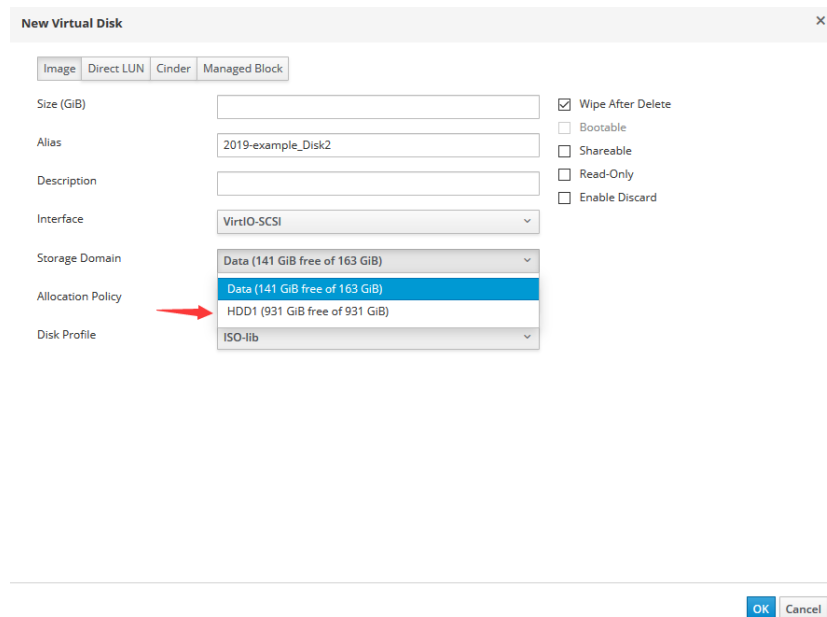 New Virtual Disk
×
Image Direct LUN Cinder Managed Block
Size (GiB)
Wipe After Delete
Bootable
Alias
2019-example_Disk2
Shareable
Read-Only
Description
Enable Discard
Interface
VirtIO-SCSI
Storage Domain
Data (141 GiB free of 163 GiB)
Data (141 GiB free of 163 GiB)
Allocation Policy
HDD1 (931 GiB free of 931 GiB)
Disk Profile
ISO-lib
OK Cancel